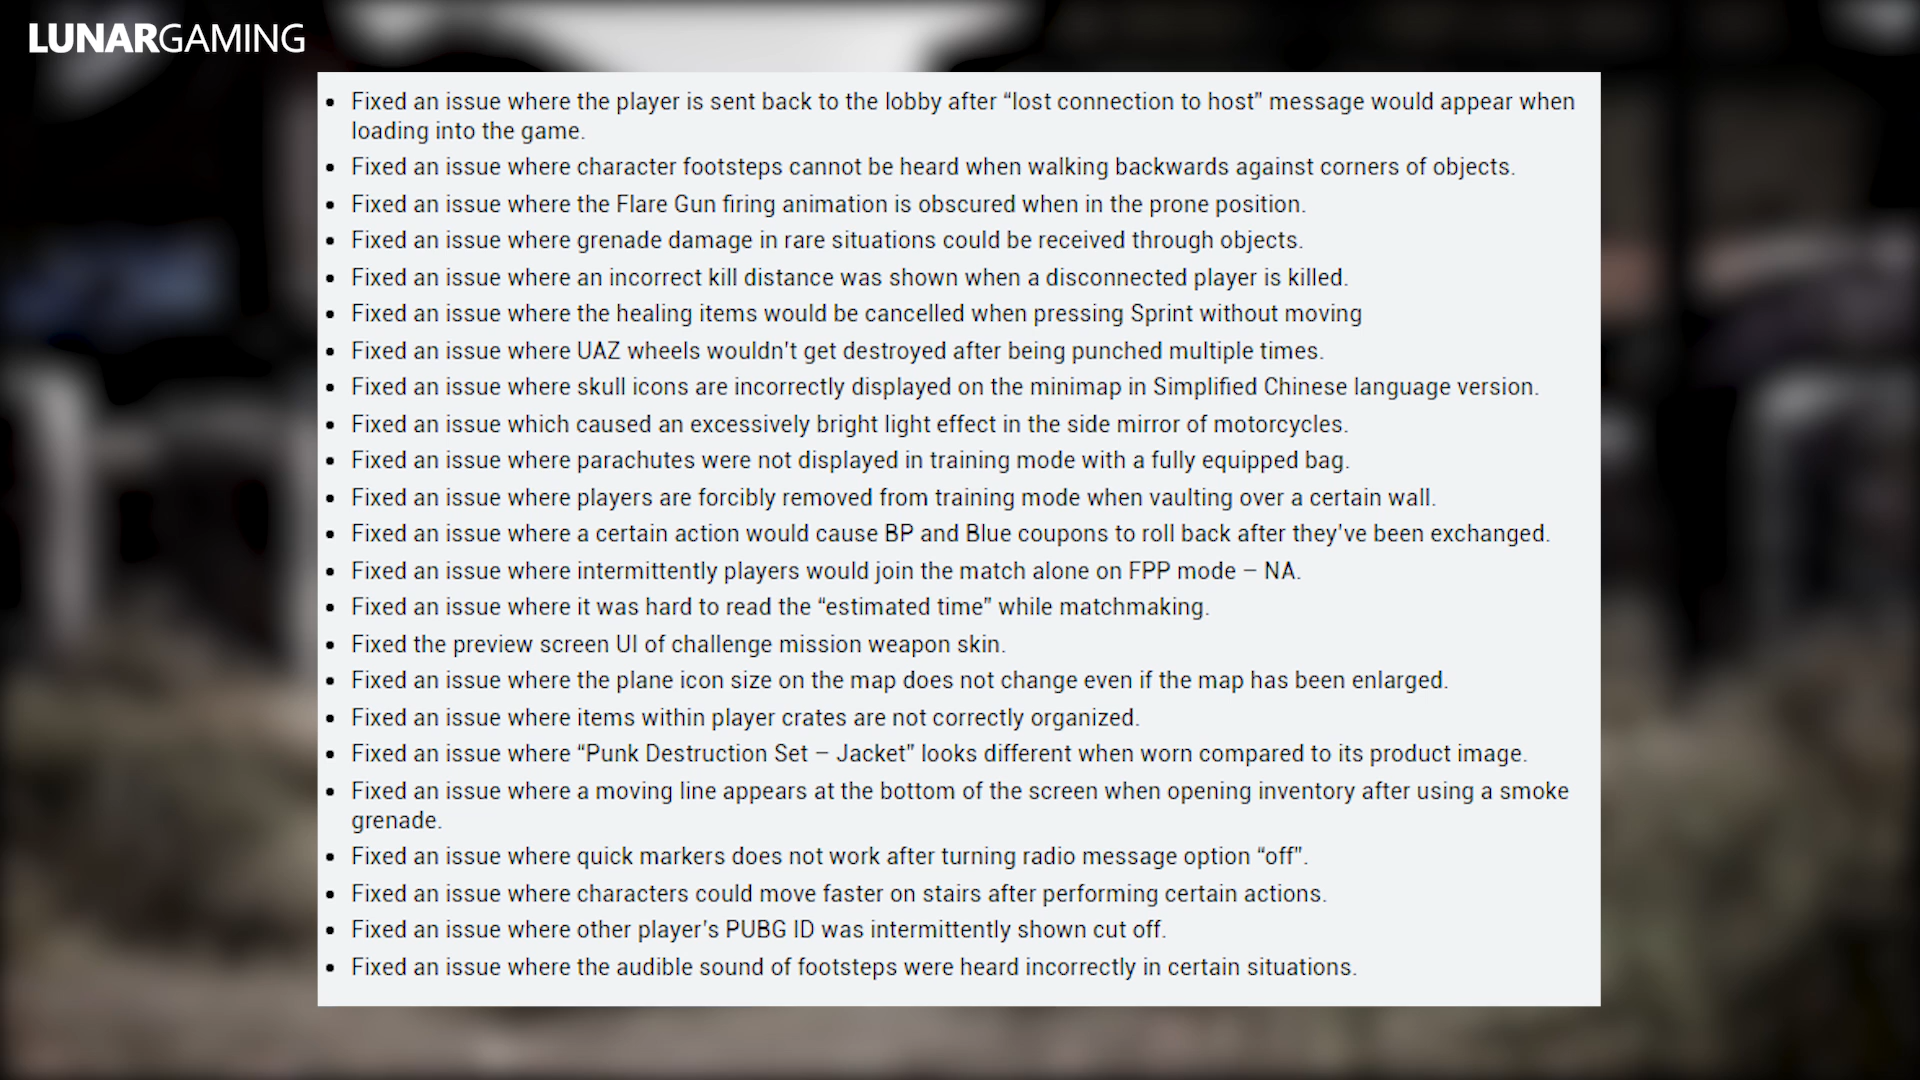 LUNARGAMING
• Fixed an issue where the player is sent back to the lobby after “lost connection to host” message would appear when
loading into the game.
• Fixed an issue where character footsteps cannot be heard when walking backwards against corners of objects.
• Fixed an issue where the Flare Gun firing animation is obscured when in the prone position.
• Fixed an issue where grenade damage in rare situations could be received through objects.
• Fixed an issue where an incorrect kill distance was shown when a disconnected player is killed.
• Fixed an issue where the healing items would be cancelled when pressing Sprint without moving
• Fixed an issue where UAZ wheels wouldn't get destroyed after being punched multiple times.
• Fixed an issue where skull icons are incorrectly displayed on the minimap in Simplified Chinese language version.
• Fixed an issue which caused an excessively bright light effect in the side mirror of motorcycles.
• Fixed an issue where parachutes were not displayed in training mode with a fully equipped bag.
• Fixed an issue where players are forcibly removed from training mode when vaulting over a certain wall.
• Fixed an issue where a certain action would cause BP and Blue coupons to roll back after they've been exchanged.
• Fixed an issue where intermittently players would join the match alone on FPP mode – NA.
• Fixed an issue where it was hard to read the “estimated time” while matchmaking.
• Fixed the preview screen UI of challenge mission weapon skin.
• Fixed an issue where the plane icon size on the map does not change even if the map has been enlarged.
• Fixed an issue where items within player crates are not correctly organized.
• Fixed an issue where “Punk Destruction Set – Jacket” looks different when worn compared to its product image.
• Fixed an issue where a moving line appears at the bottom of the screen when opening inventory after using a smoke
grenade.
• Fixed an issue where quick markers does not work after turning radio message option “off”.
• Fixed an issue where characters could move faster on stairs after performing certain actions.
• Fixed an issue where other player's PUBG ID was intermittently shown cut off.
• Fixed an issue where the audible sound of footsteps were heard incorrectly in certain situations.